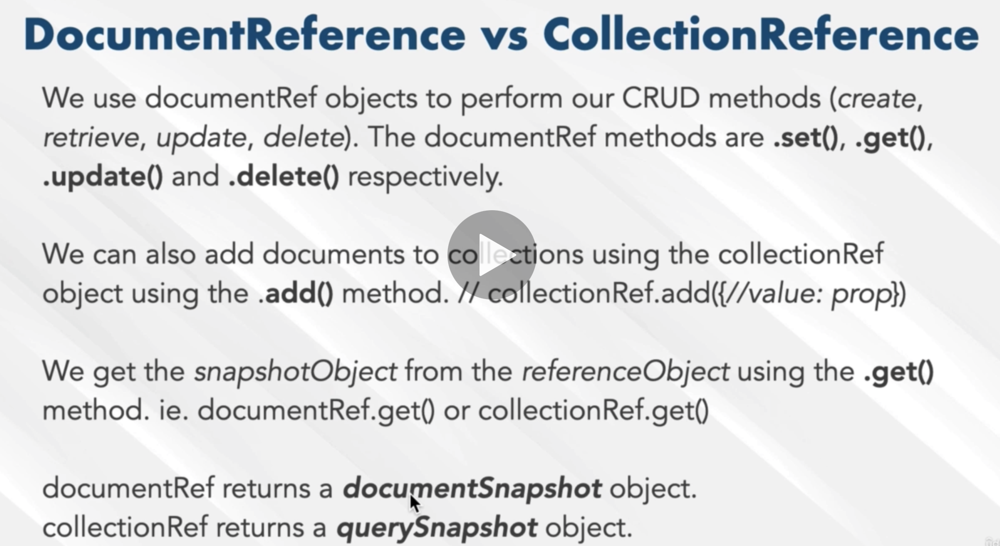 DocumentReference vs CollectionReference
We use documentRef objects to perform our CRUD methods (create,
retrieve, update, delete). The documentRef methods are .set(), .get(),
.update() and .delete() respectively.
We can also add documents to collections using the collectionRef
object using the .add() method. // collectionRef.add({//value: prop})
We get the snapshotObject from the referenceObject using the .get()
method. ie. documentRef.get() or collectionRef.get()
documentRef returns a documentSnapshot object.
collectionRef returns a querySnapshot object.